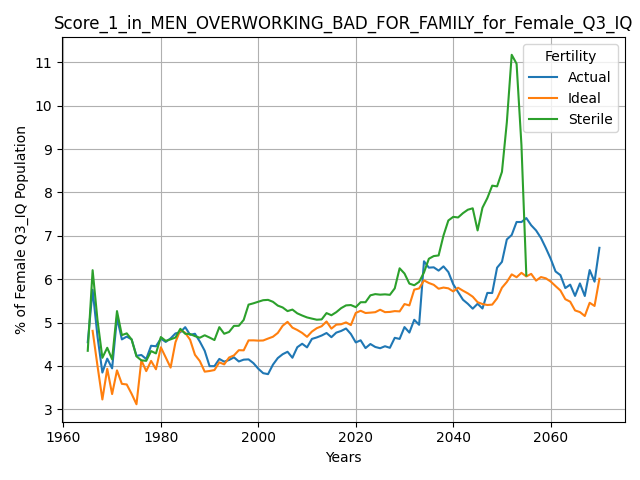 Score_1_in_MEN_OVERWORKING_BAD_FOR_FAMILY_for_Female_Q3_IQ
Fertility
Actual
Ideal
Sterile
% of Female Q3_IQ Population
11
10
9
8
7
6
5
4
3
1960 1980 2000 2020 2040 2060
Years